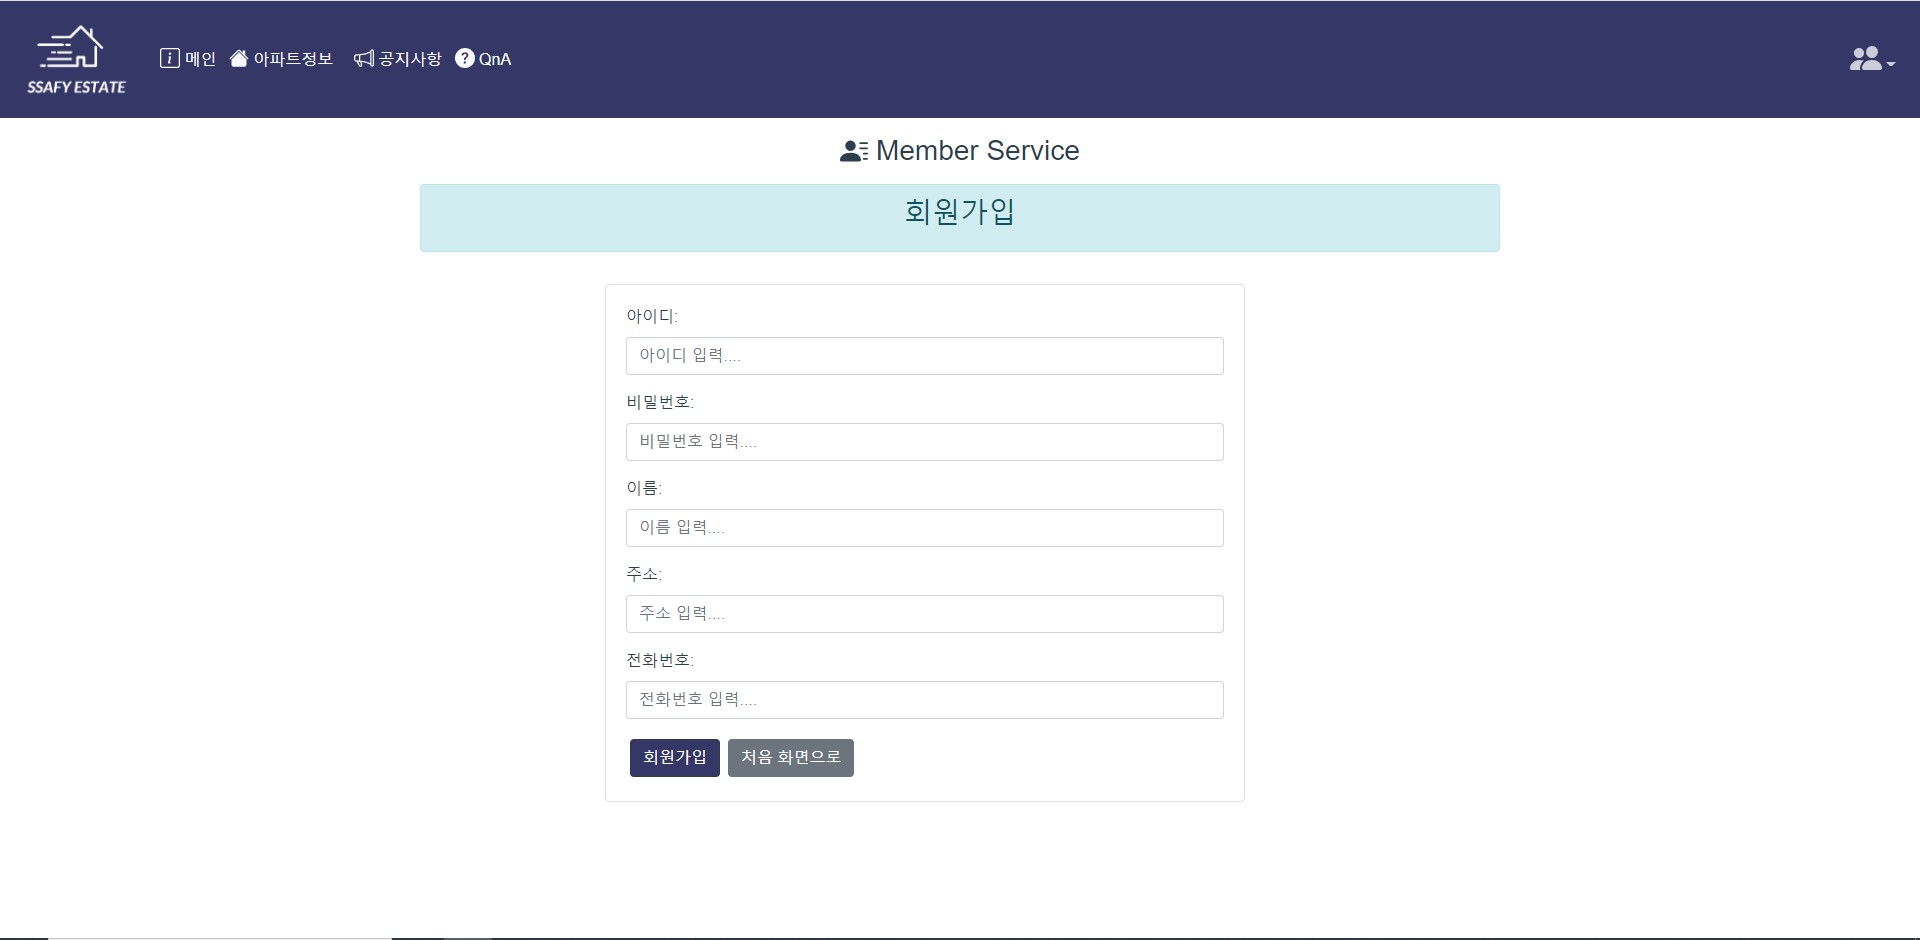 SSAFY ESTATE
메인 아파트정보 공지사항 QnA
Member Service
회원가입
아이디:
아이디 입력....
비밀번호:
비밀번호 입력....
이름:
이름 입력....
주소:
주소 입력....
전화번호:
전화번호 입력....
회원가입 처음 화면으로